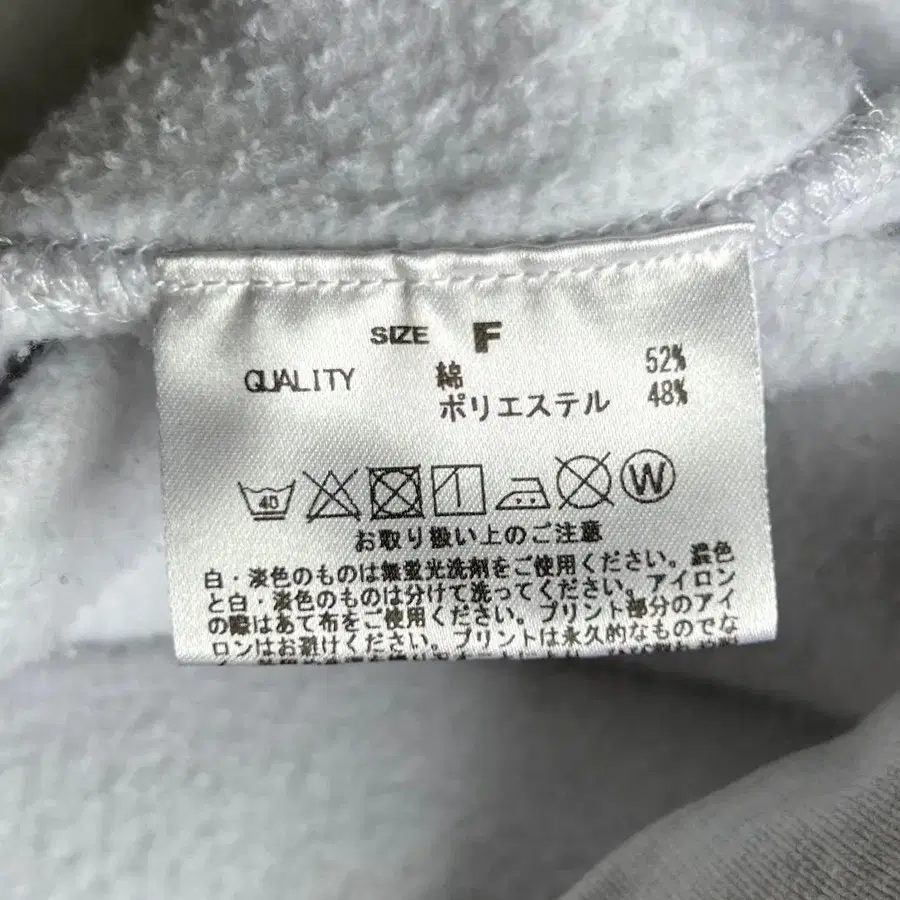 SIZE F
QUALITY 綿 52%
ポリエステル 48%
40 W
お取り扱い上のご注意
白・淡色のものは無蛍光洗剤をご使用ください。濃色
と白・淡色のものは分けて洗ってください。アイロン
の際はあて布をご使用ください。プリント部分のアイ
ロンはお避けください。プリントは永久的なものでな